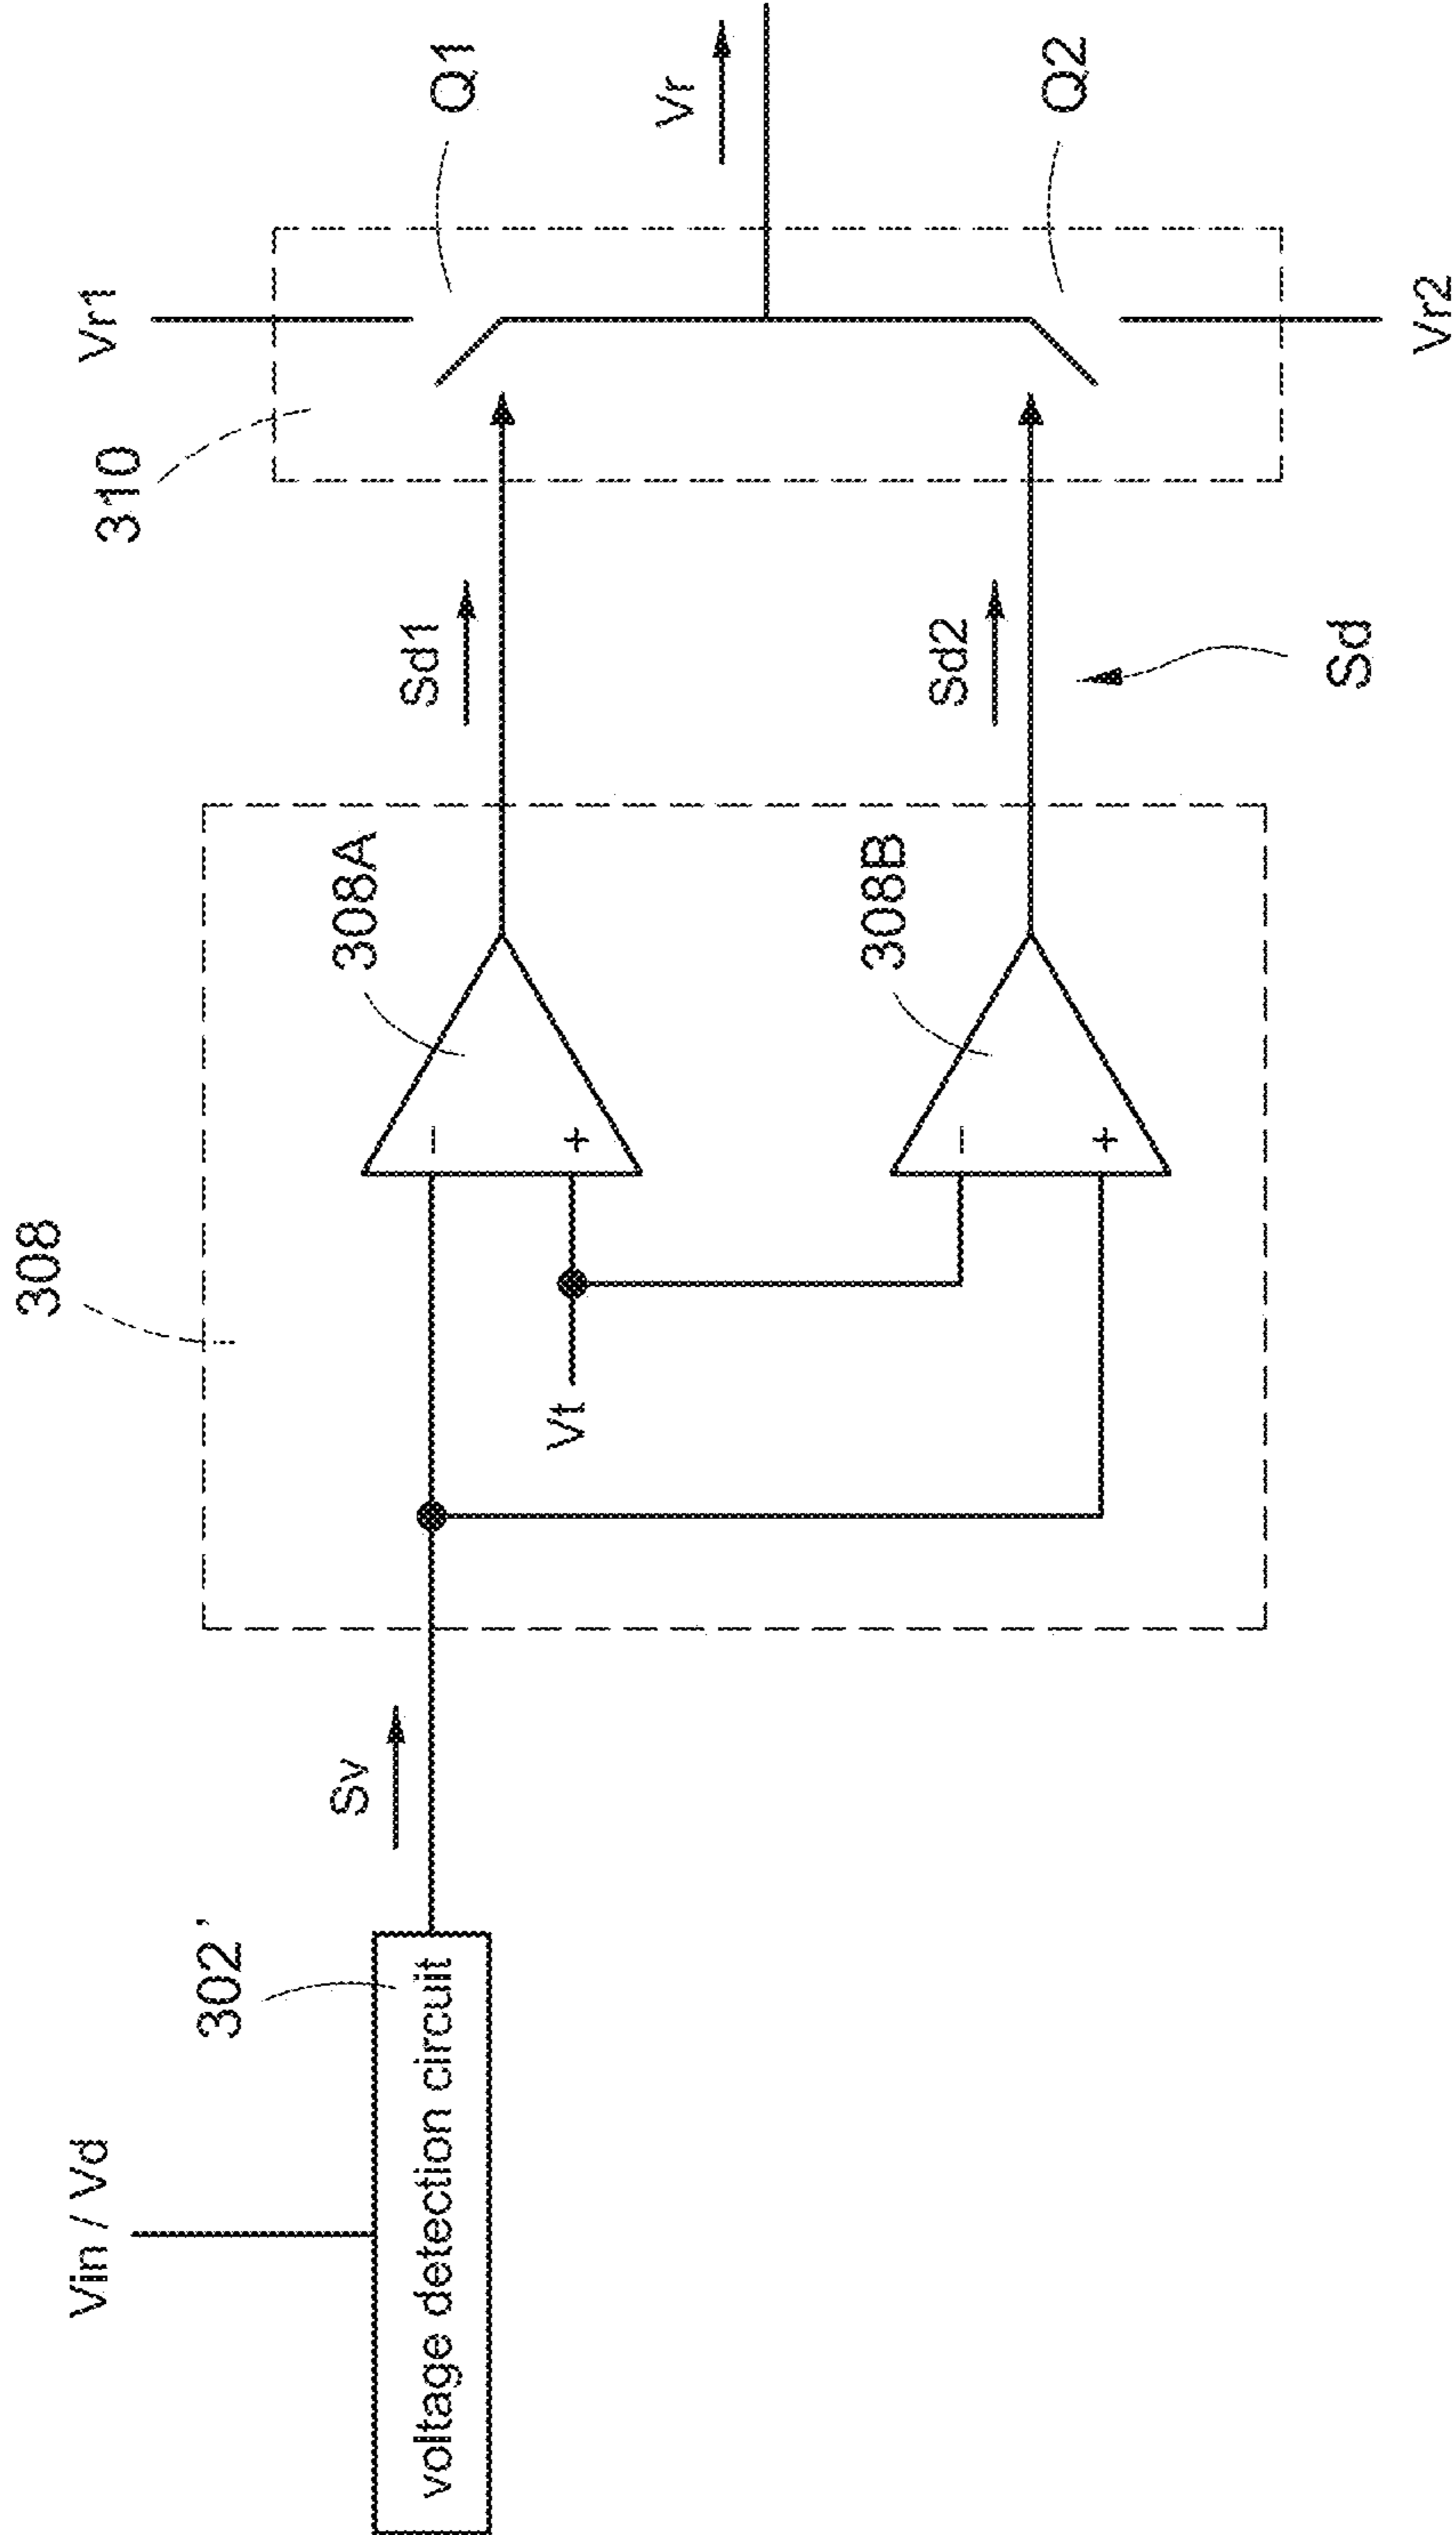 Vin / Vd
302'
voltage detection circuit
Sv
308
Vt
-
+
308A
-
+
308B
Sd1
Sd2
Sd
310
Vr1
Q1
Vr
Q2
Vr2